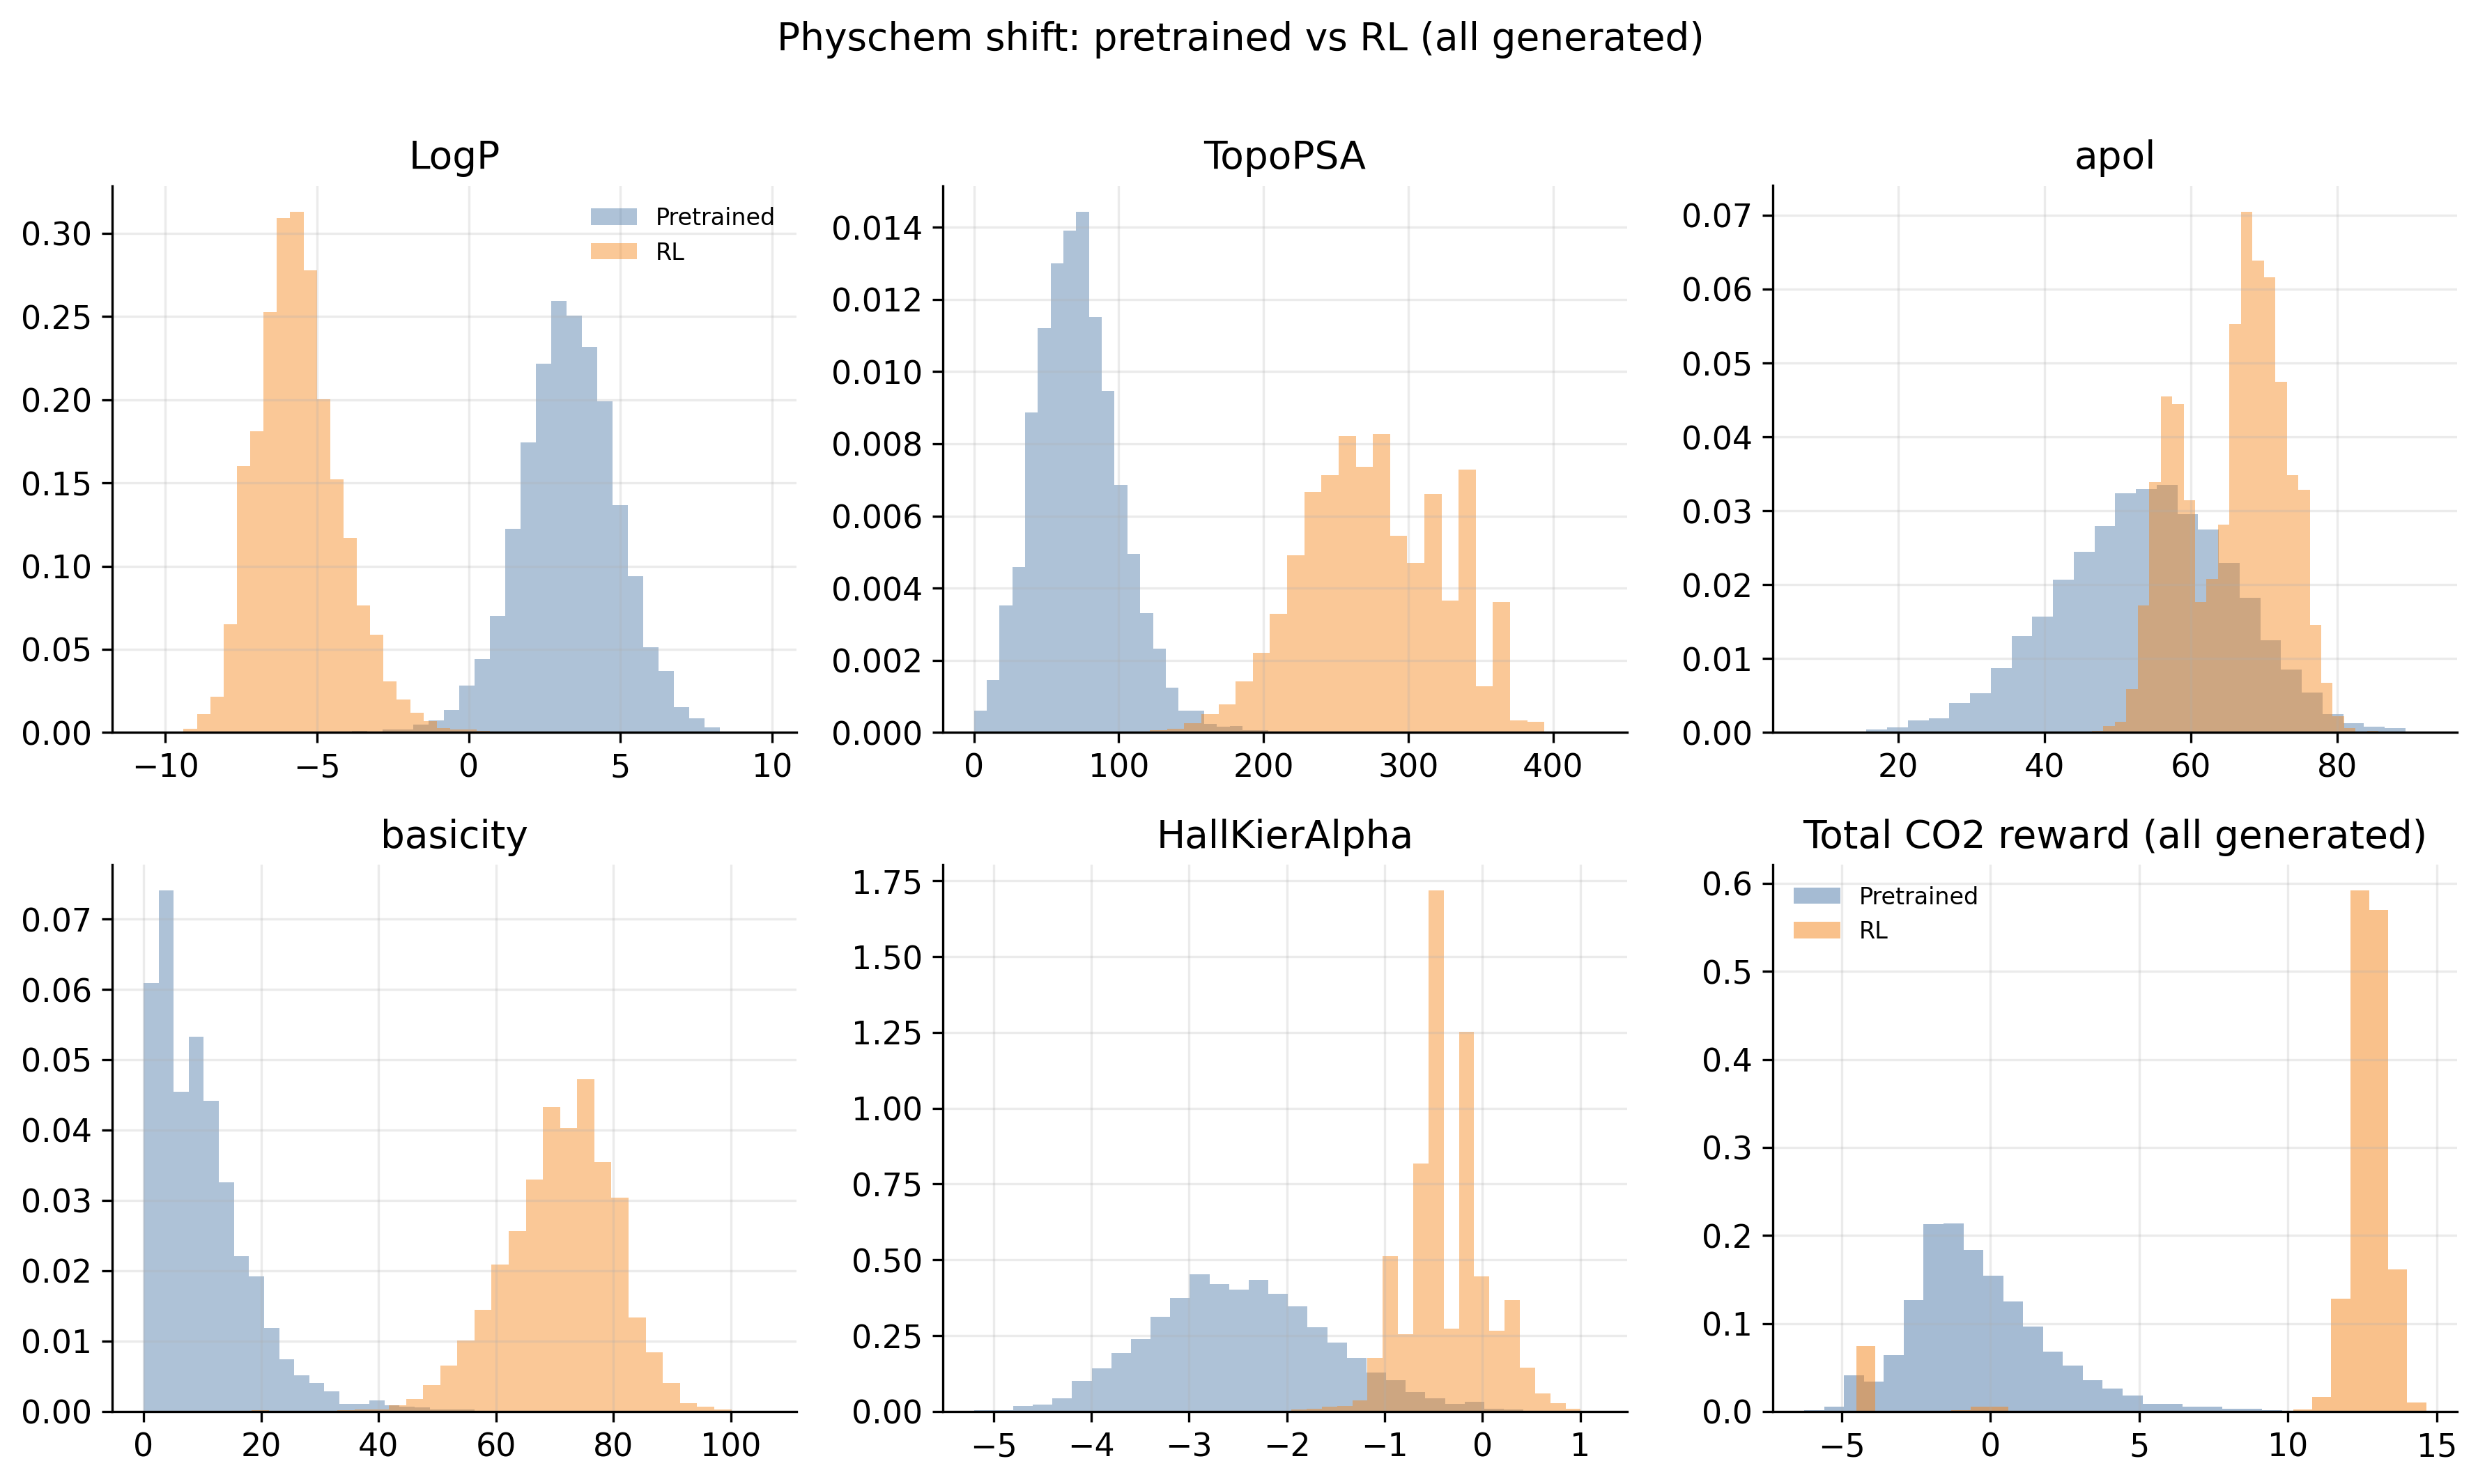 Physchem shift: pretrained vs RL (all generated)
LogP
Pretrained
RL
0.30
0.25
0.20
0.15
0.10
0.05
0.00
−10 −5 0 5 10
TopoPSA
0.014
0.012
0.010
0.008
0.006
0.004
0.002
0.000
0 100 200 300 400
apol
0.07
0.06
0.05
0.04
0.03
0.02
0.01
0.00
20 40 60 80
basicity
0.07
0.06
0.05
0.04
0.03
0.02
0.01
0.00
0 20 40 60 80 100
HallKierAlpha
1.75
1.50
1.25
1.00
0.75
0.50
0.25
0.00
−5 −4 −3 −2 −1 0 1
Total CO2 reward (all generated)
Pretrained
RL
0.6
0.5
0.4
0.3
0.2
0.1
0.0
−5 0 5 10 15